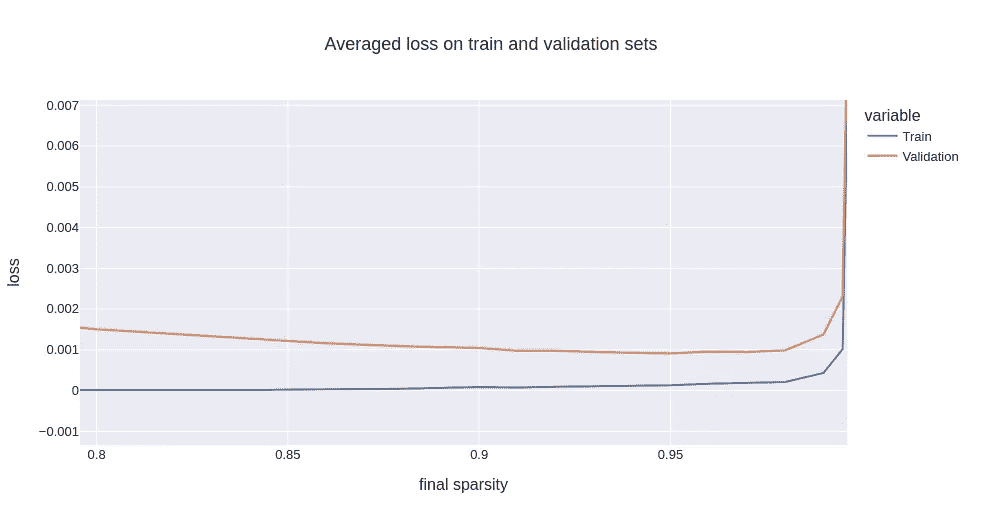 Averaged loss on train and validation sets
variable
Train
Validation
loss
0.007
0.006
0.005
0.004
0.003
0.002
0.001
0
−0.001
0.8
0.85
0.9
0.95
final sparsity